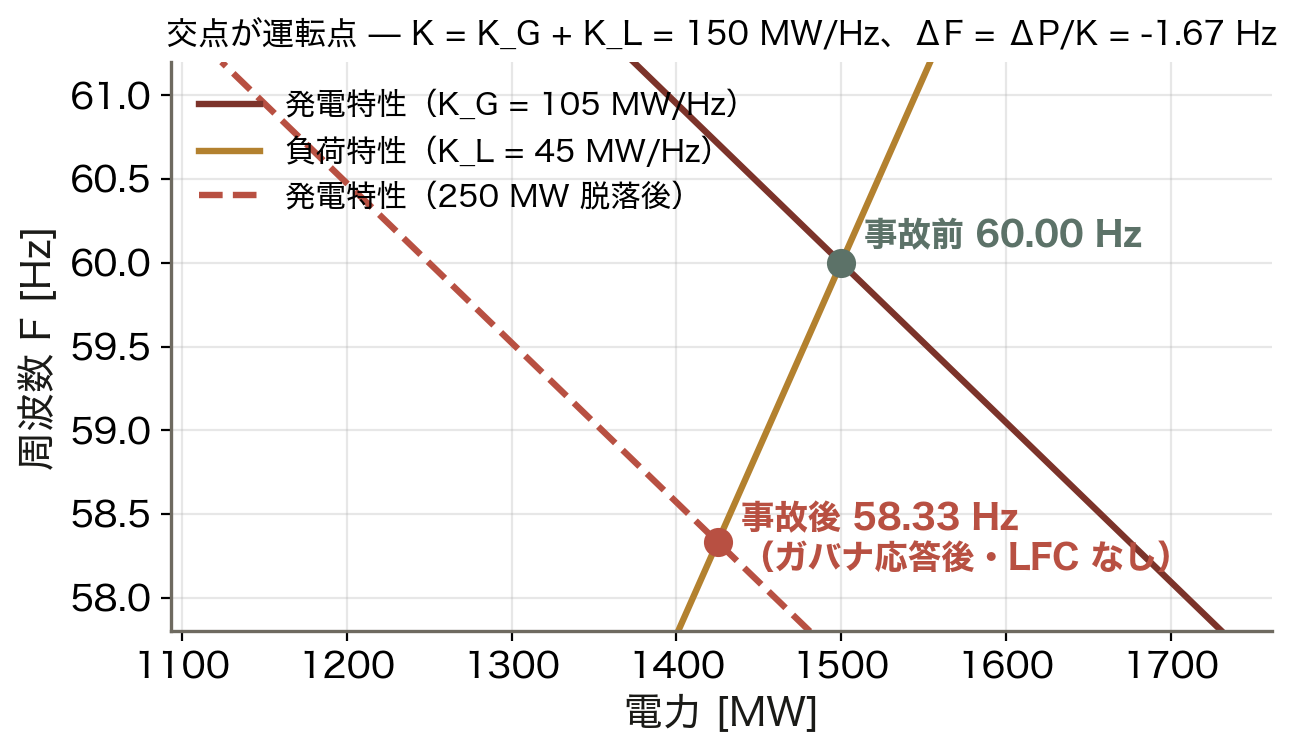 交点が運転点 — K = K_G + K_L = 150 MW/Hz、ΔF = ΔP/K = -1.67 Hz
発電特性（K_G = 105 MW/Hz）
負荷特性（K_L = 45 MW/Hz）
発電特性（250 MW 脱落後）
事故前 60.00 Hz
事故後 58.33 Hz
（ガバナ応答後・LFC なし）
周波数 F [Hz]
61.0
60.5
60.0
59.5
59.0
58.5
58.0
1100 1200 1300 1400 1500 1600 1700
電力 [MW]